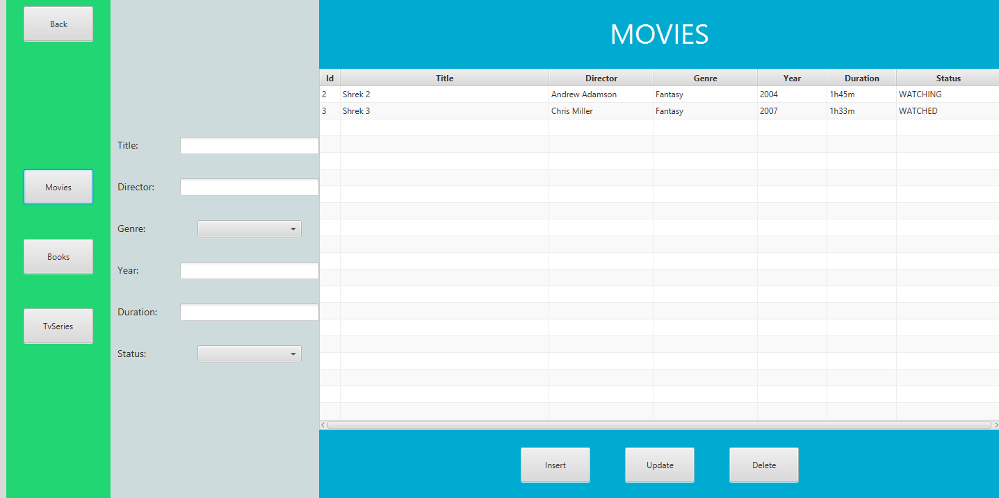 Back
Movies
Books
TvSeries
Title:
Director:
Genre:
Year:
Duration:
Status:
MOVIES
Id Title Director Genre Year Duration Status
2 Shrek 2 Andrew Adamson Fantasy 2004 1h45m WATCHING
3 Shrek 3 Chris Miller Fantasy 2007 1h33m WATCHED
Insert Update Delete